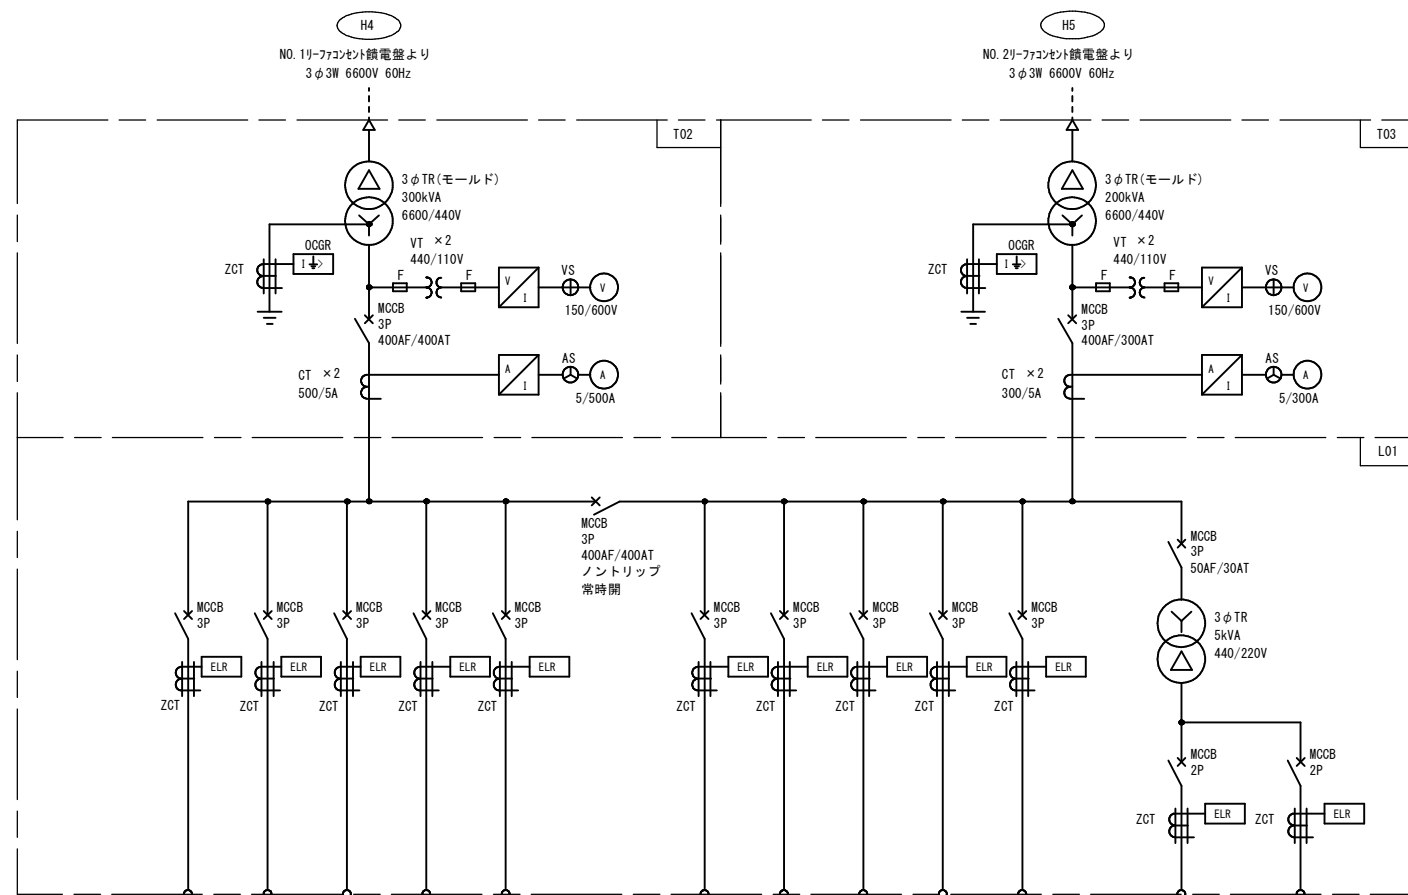 H4
NO.1リーファコンセント饋電盤より
3φ3W 6600V 60Hz
H5
NO.2リーファコンセント饋電盤より
3φ3W 6600V 60Hz
T02
T03
3φTR(モールド)
300kVA
6600/440V
OCGR
I
ZCT
VT ×2
440/110V
F
F
V
I
VS
V
150/600V
MCCB
3P
400AF/400AT
CT ×2
500/5A
A
I
AS
A
5/500A
3φTR(モールド)
200kVA
6600/440V
OCGR
I
ZCT
VT ×2
440/110V
F
F
V
I
VS
V
150/600V
MCCB
3P
400AF/300AT
CT ×2
300/5A
A
I
AS
A
5/300A
L01
MCCB
3P
400AF/400AT
ノントリップ
常時開
MCCB
3P
50AF/30AT
3φTR
5kVA
440/220V
MCCB
3P
ELR
ZCT
MCCB
3P
ELR
ZCT
MCCB
3P
ELR
ZCT
MCCB
3P
ELR
ZCT
MCCB
3P
ELR
ZCT
MCCB
3P
ELR
ZCT
MCCB
3P
ELR
ZCT
MCCB
3P
ELR
ZCT
MCCB
3P
ELR
ZCT
MCCB
3P
ELR
ZCT
MCCB
2P
ELR
ZCT
MCCB
2P
ELR
ZCT